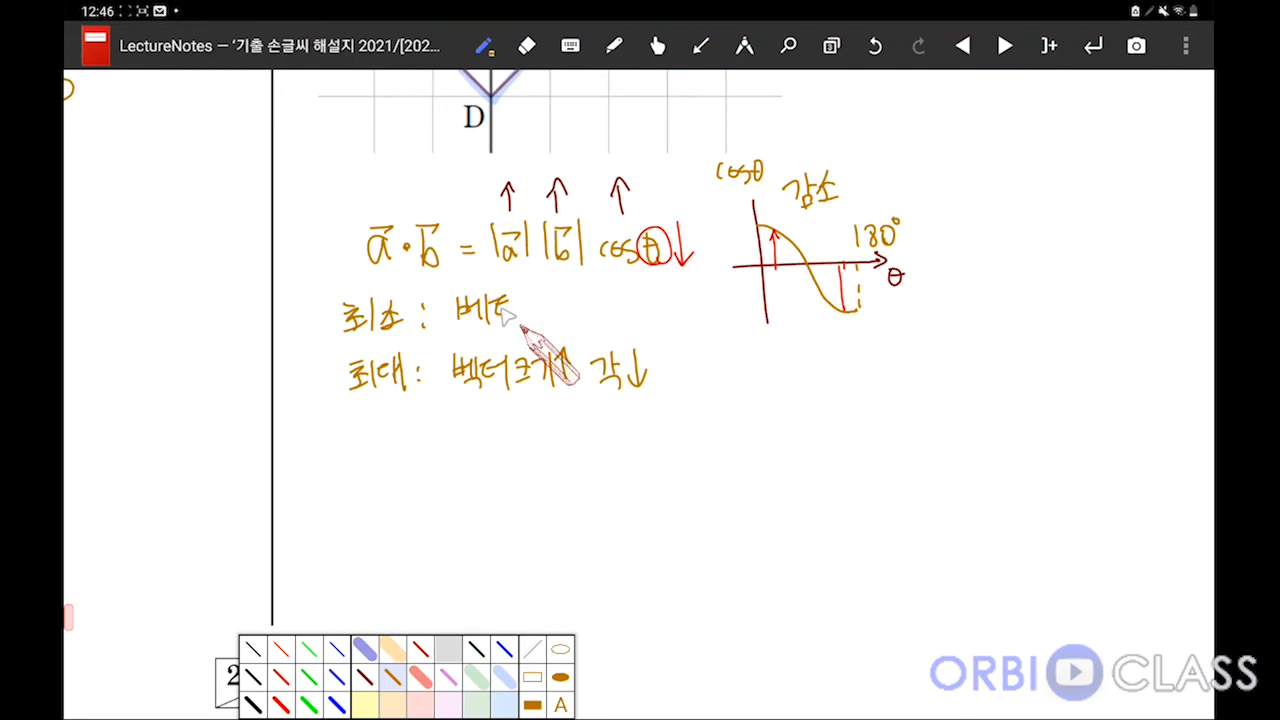 12:46
LectureNotes — ‘기출 손글씨 해설지 2021/[202...
D
cosθ 감소
180°
θ
a⃗ · b⃗ = |a⃗| |b⃗| cosθ ↓
최소 :
최대 : 벡터크기↑ 각↓
2
A
ORBI CLASS